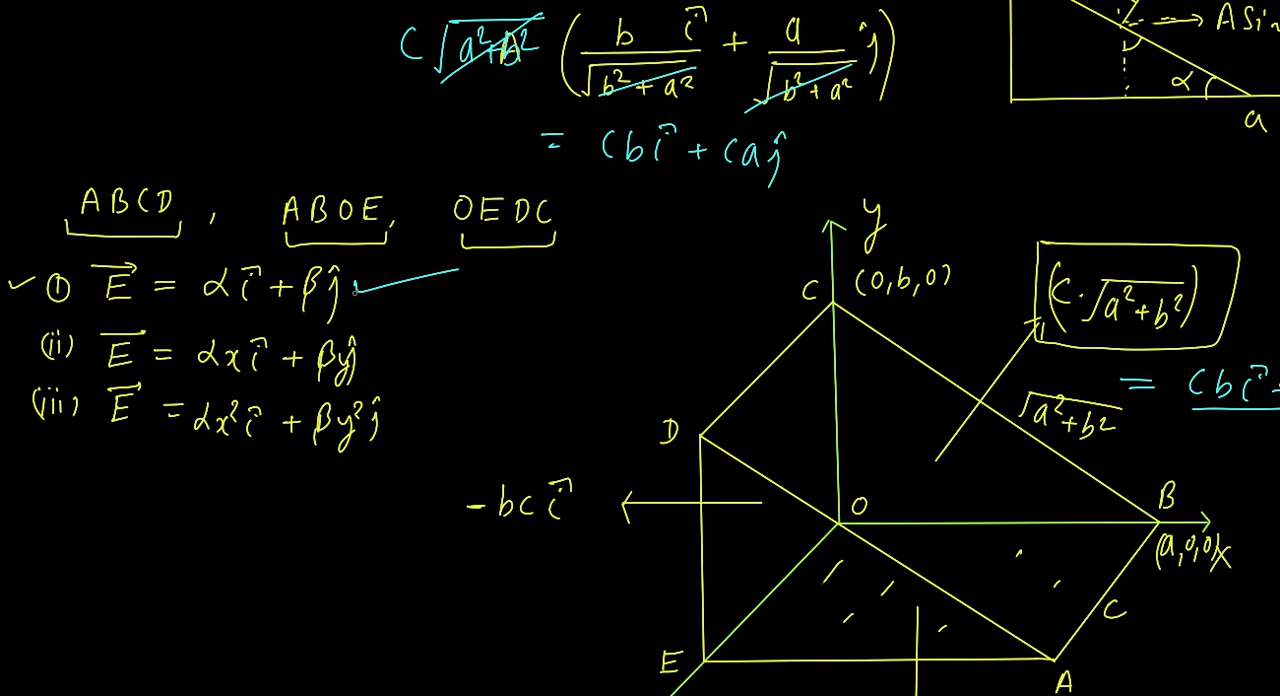 C√(a²+b²) ( b/√(b²+a²) î + a/√(b²+a²) ĵ )
= Cb î + Ca ĵ
ASin
α
a
ABCD, ABOE, OEDC
① E⃗ = α î + β ĵ
(ii) E⃗ = αx î + βy ĵ
(iii) E⃗ = αx² î + βy² ĵ
y
C (0,b,0)
(C·√(a²+b²))
= Cb î
√(a²+b²)
D
- bc î
O
B
(a,0,0) x
C
E
A